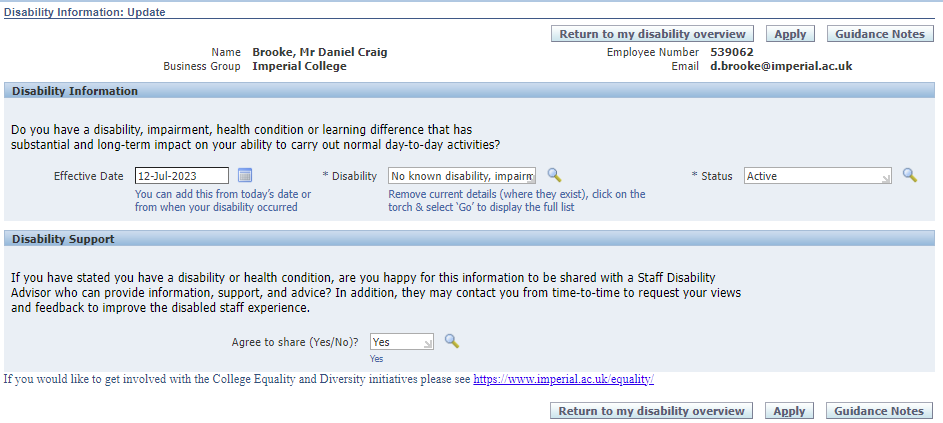 Disability Information: Update
Return to my disability overview Apply Guidance Notes
Name Brooke, Mr Daniel Craig Employee Number 539062
Business Group Imperial College Email d.brooke@imperial.ac.uk
Disability Information
Do you have a disability, impairment, health condition or learning difference that has
substantial and long-term impact on your ability to carry out normal day-to-day activities?
Effective Date 12-Jul-2023 * Disability No known disability, impairm * Status Active
You can add this from today's date or
from when your disability occurred
Remove current details (where they exist), click on the
torch & select 'Go' to display the full list
Disability Support
If you have stated you have a disability or health condition, are you happy for this information to be shared with a Staff Disability
Advisor who can provide information, support, and advice? In addition, they may contact you from time-to-time to request your views
and feedback to improve the disabled staff experience.
Agree to share (Yes/No)? Yes
Yes
If you would like to get involved with the College Equality and Diversity initiatives please see https://www.imperial.ac.uk/equality/
Return to my disability overview Apply Guidance Notes